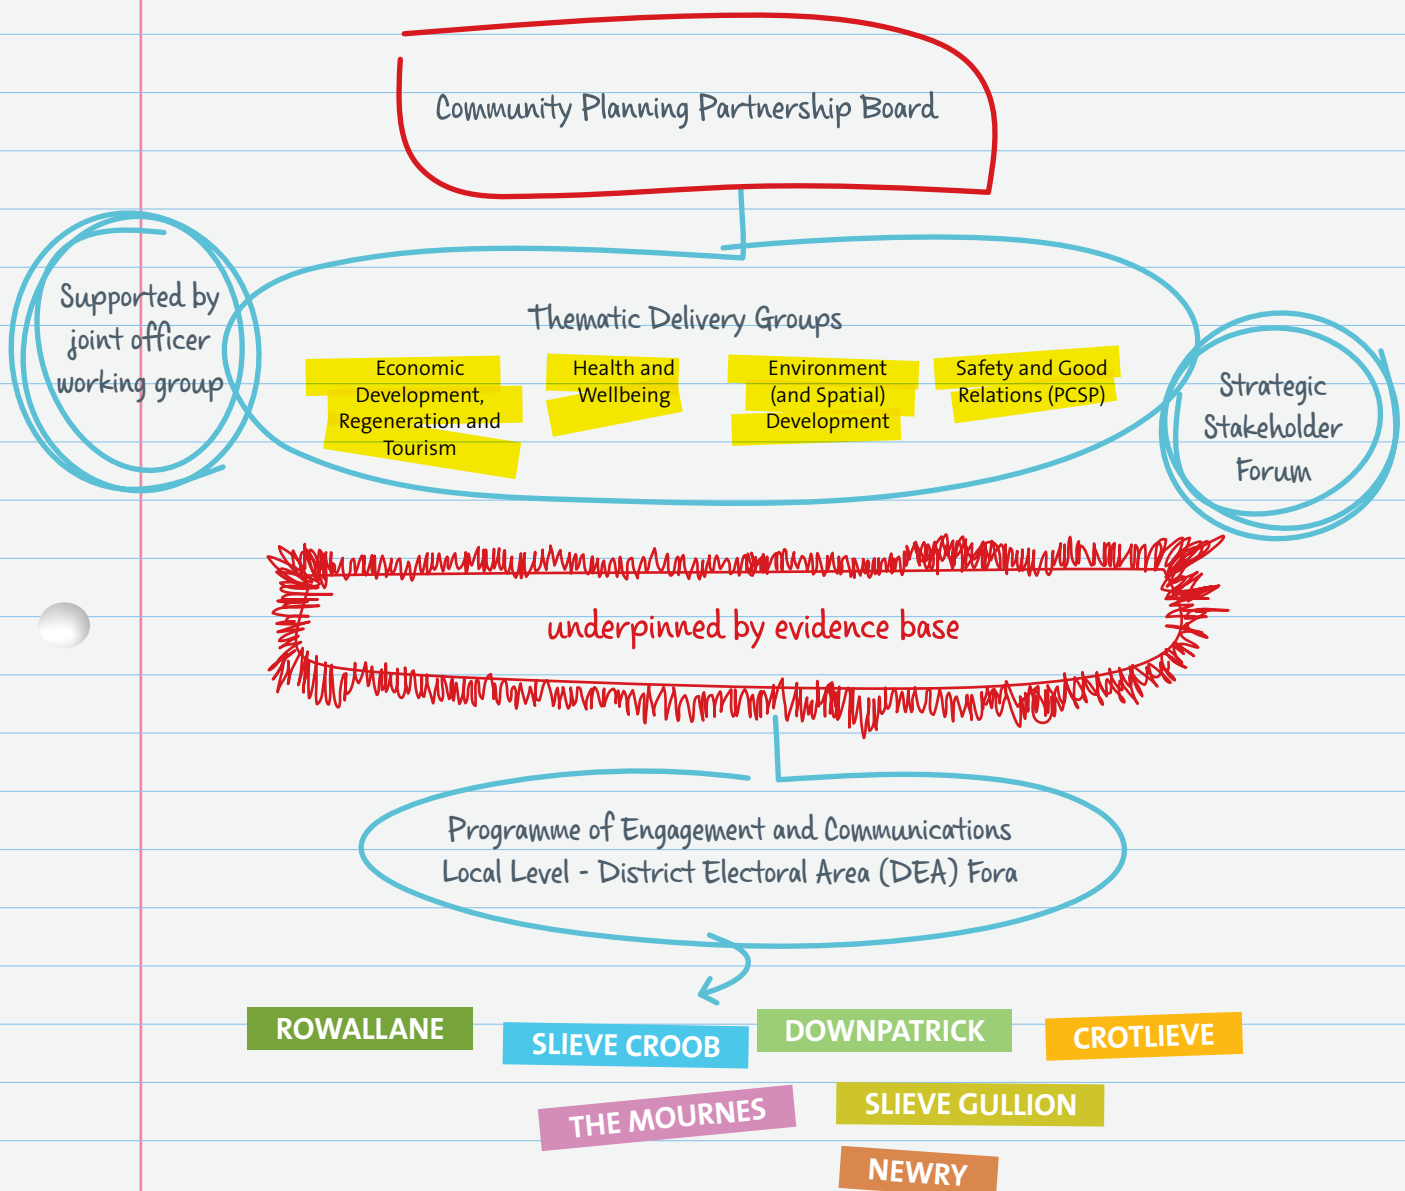 Community Planning Partnership Board
Supported by
joint officer
working group
Thematic Delivery Groups
Economic
Development,
Regeneration and
Tourism
Health and
Wellbeing
Environment
(and Spatial)
Development
Safety and Good
Relations (PCSP)
Strategic
Stakeholder
Forum
underpinned by evidence base
Programme of Engagement and Communications
Local Level - District Electoral Area (DEA) Fora
ROWALLANE
SLIEVE CROOB
DOWNPATRICK
CROTLIEVE
THE MOURNES
SLIEVE GULLION
NEWRY